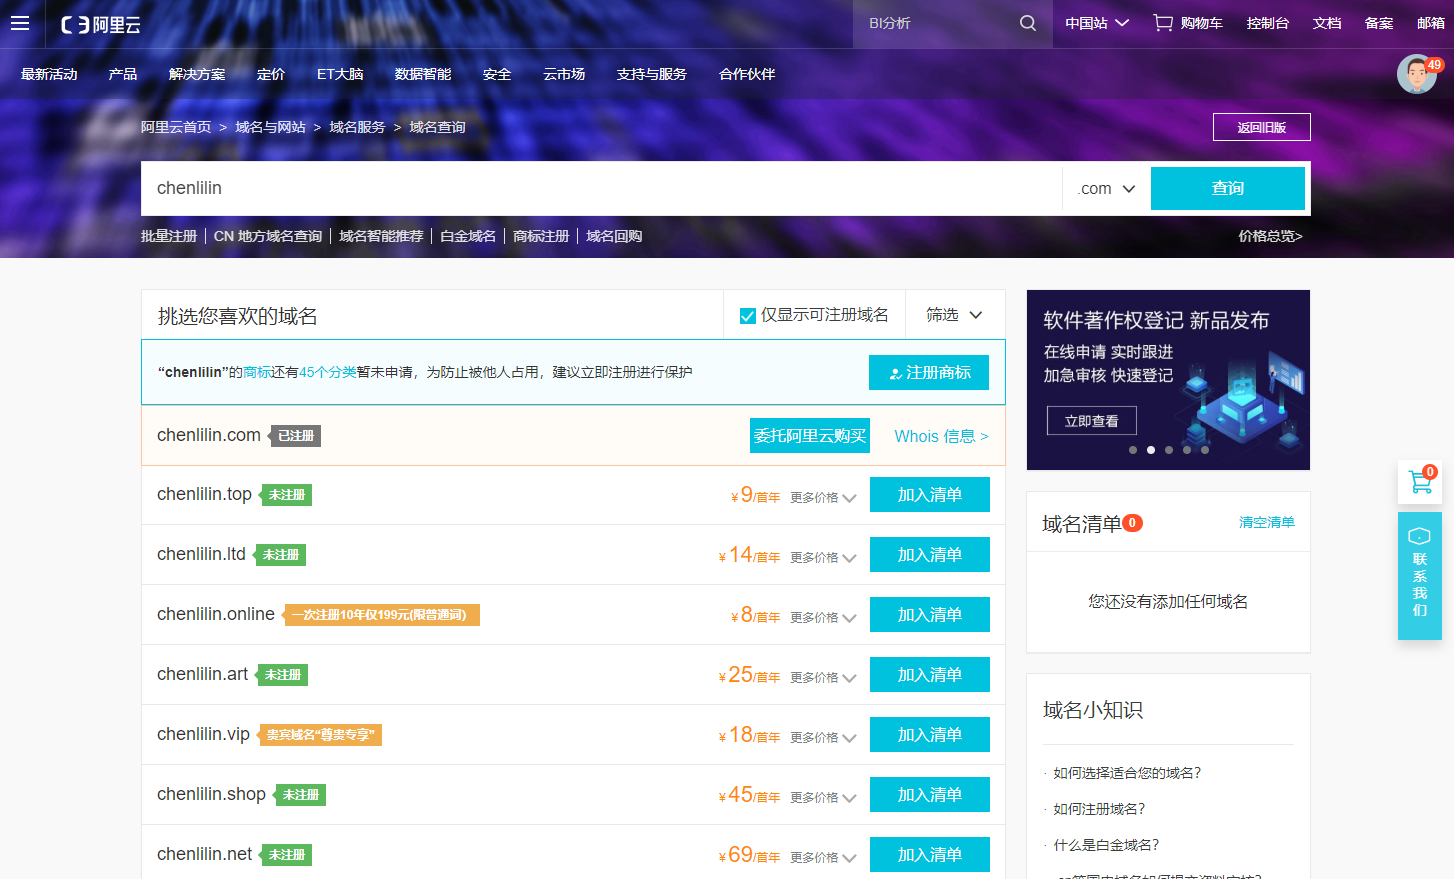 阿里云
BI分析
中国站
购物车
控制台
文档
备案
邮箱
最新活动
产品
解决方案
定价
ET大脑
数据智能
安全
云市场
支持与服务
合作伙伴
49
阿里云首页 > 域名与网站 > 域名服务 > 域名查询
返回旧版
chenlilin
.com
查询
批量注册 | CN 地方域名查询 | 域名智能推荐 | 白金域名 | 商标注册 | 域名回购
价格总览>
挑选您喜欢的域名
仅显示可注册域名
筛选
“chenlilin”的商标还有45个分类暂未申请，为防止被他人占用，建议立即注册进行保护
注册商标
chenlilin.com 已注册
委托阿里云购买
Whois 信息 >
chenlilin.top 未注册
¥ 9/首年 更多价格
加入清单
chenlilin.ltd 未注册
¥ 14/首年 更多价格
加入清单
chenlilin.online 一次注册10年仅199元(限普通词)
¥ 8/首年 更多价格
加入清单
chenlilin.art 未注册
¥ 25/首年 更多价格
加入清单
chenlilin.vip 贵宾域名“尊贵专享”
¥ 18/首年 更多价格
加入清单
chenlilin.shop 未注册
¥ 45/首年 更多价格
加入清单
chenlilin.net 未注册
¥ 69/首年 更多价格
加入清单
软件著作权登记 新品发布
在线申请 实时跟进
加急审核 快速登记
立即查看
域名清单 0
清空清单
您还没有添加任何域名
域名小知识
· 如何选择适合您的域名？
· 如何注册域名？
· 什么是白金域名？
0
联系我们